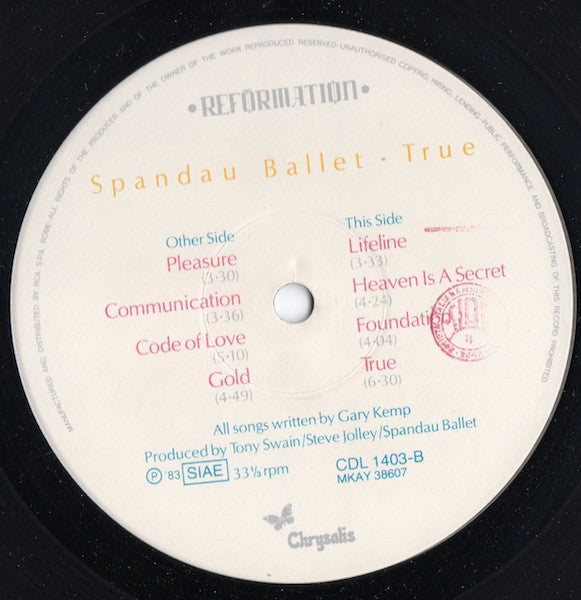 MANUFACTURED AND DISTRIBUTED BY RCA S.P.A. ROME ALL RIGHTS OF THE PRODUCER AND OF THE OWNER OF THE WORK REPRODUCED RESERVED·UNAUTHORISED COPYING, HIRING, LENDING·PUBLIC PERFORMANCE AND BROADCASTING OF THIS RECORD PROHIBITED
•REFORMATION•
Spandau Ballet • True
Other Side
Pleasure
(3·30)
Communication
(3·36)
Code of Love
(5·10)
Gold
(4·49)
This Side
Lifeline
(3·33)
Heaven Is A Secret
(4·24)
Foundation
(4·04)
True
(6·30)
All songs written by Gary Kemp
Produced by Tony Swain/Steve Jolley/Spandau Ballet
Ⓟ '83 SIAE 33⅓ rpm
CDL 1403-B
MKAY 38607
Chrysalis